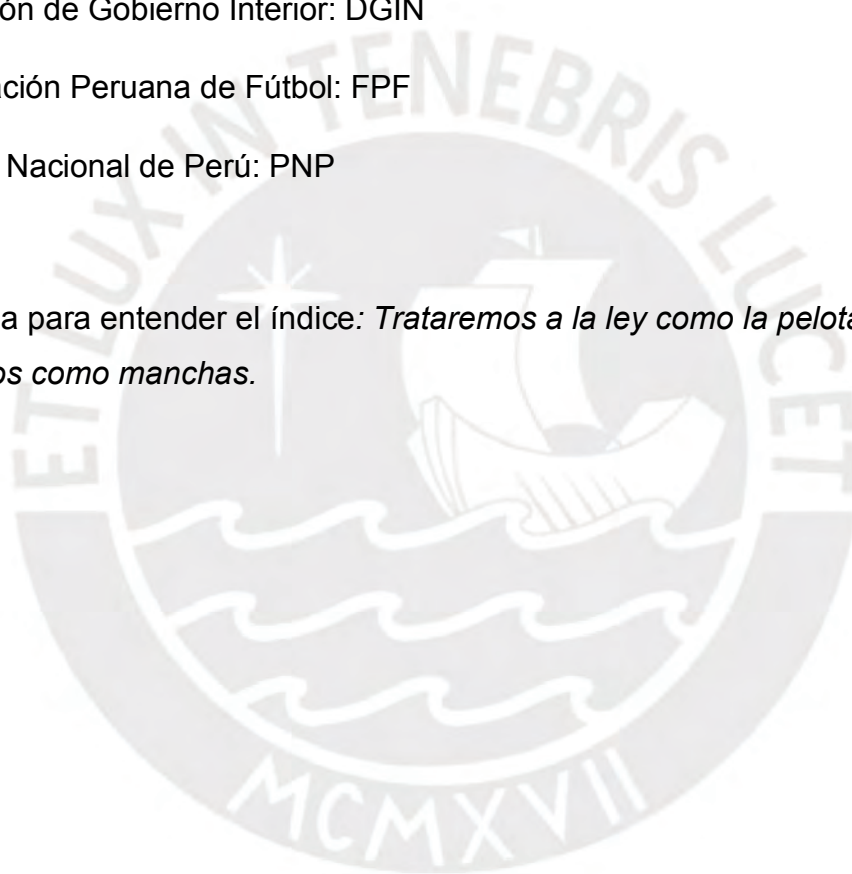 ón de Gobierno Interior: DGIN
ación Peruana de Fútbol: FPF
Nacional de Perú: PNP
a para entender el índice: Trataremos a la ley como la pelota
os como manchas.
ET LUX IN TENEBRIS LUCET
MCMXVII